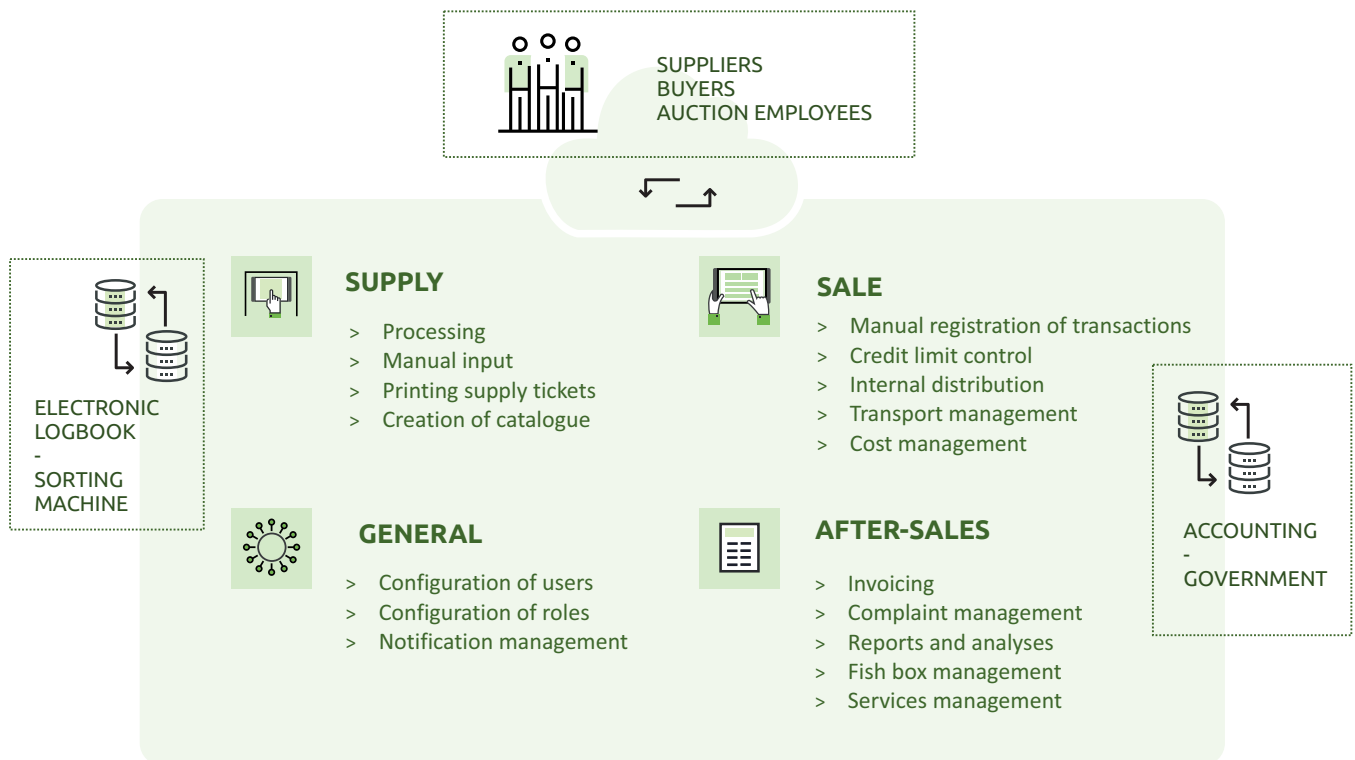 SUPPLIERS
BUYERS
AUCTION EMPLOYEES
ELECTRONIC
LOGBOOK
-
SORTING
MACHINE
SUPPLY
> Processing
> Manual input
> Printing supply tickets
> Creation of catalogue
SALE
> Manual registration of transactions
> Credit limit control
> Internal distribution
> Transport management
> Cost management
GENERAL
> Configuration of users
> Configuration of roles
> Notification management
AFTER-SALES
> Invoicing
> Complaint management
> Reports and analyses
> Fish box management
> Services management
ACCOUNTING
-
GOVERNMENT